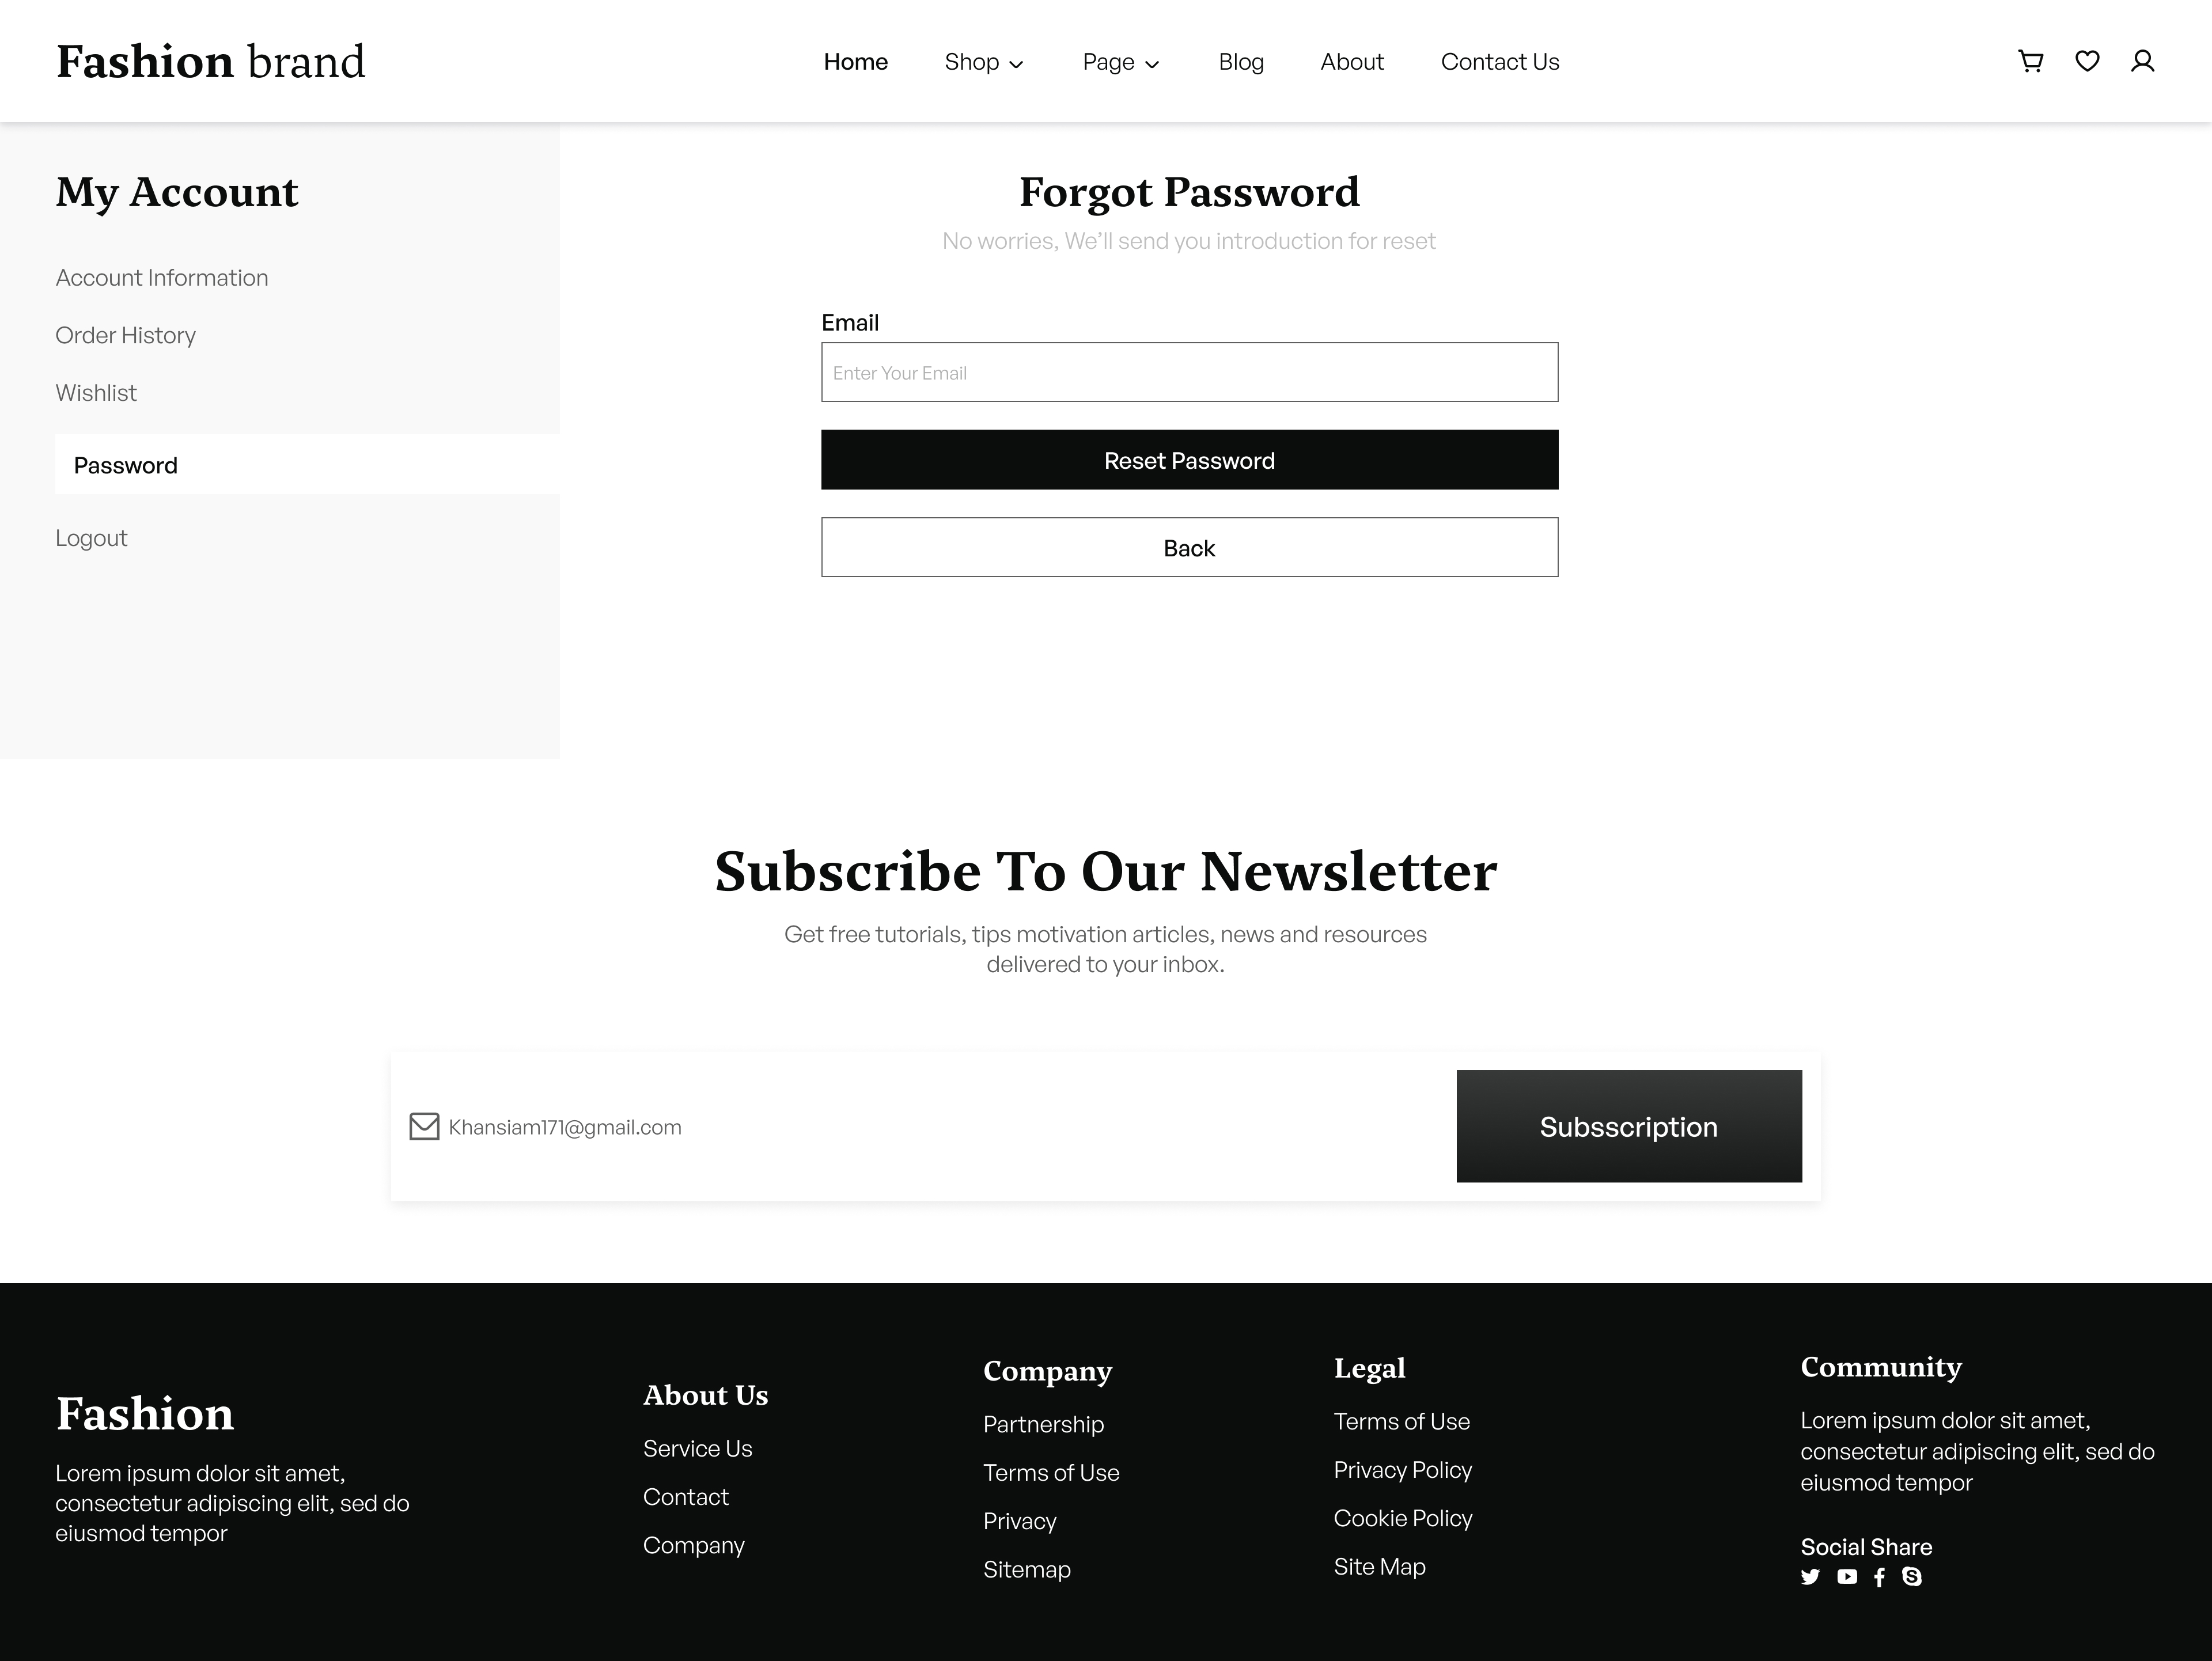 Fashion brand
Home
Shop
Page
Blog
About
Contact Us
My Account
Account Information
Order History
Wishlist
Password
Logout
Forgot Password
No worries, We’ll send you introduction for reset
Email
Enter Your Email
Reset Password
Back
Subscribe To Our Newsletter
Get free tutorials, tips motivation articles, news and resources
delivered to your inbox.
Khansiam171@gmail.com
Subsscription
Fashion
Lorem ipsum dolor sit amet,
consectetur adipiscing elit, sed do
eiusmod tempor
About Us
Service Us
Contact
Company
Company
Partnership
Terms of Use
Privacy
Sitemap
Legal
Terms of Use
Privacy Policy
Cookie Policy
Site Map
Community
Lorem ipsum dolor sit amet,
consectetur adipiscing elit, sed do
eiusmod tempor
Social Share